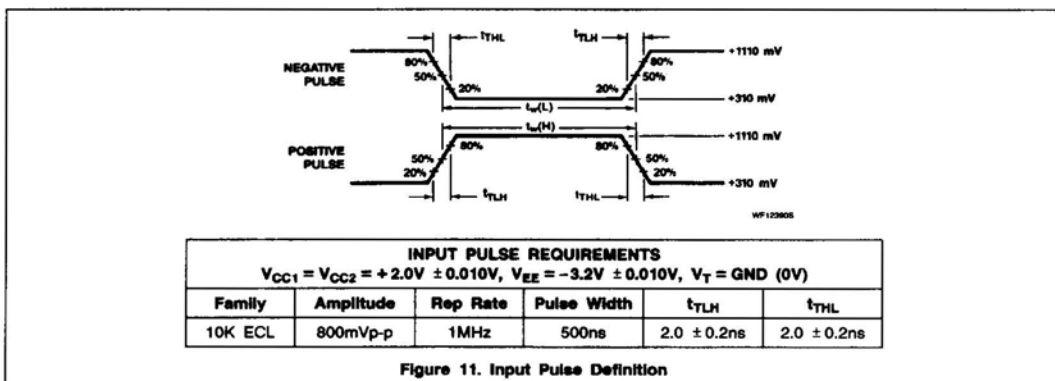 tTHL
tTLH
+1110 mV
NEGATIVE
PULSE
80%
50%
20%
tw(L)
20%
80%
50%
+310 mV
tw(H)
+1110 mV
POSITIVE
PULSE
80%
50%
20%
80%
50%
20%
+310 mV
tTLH
tTHL
WF12390S
INPUT PULSE REQUIREMENTS
VCC1 = VCC2 = +2.0V ±0.010V, VEE = −3.2V ±0.010V, VT = GND (0V)
Family Amplitude Rep Rate Pulse Width tTLH tTHL
10K ECL 800mVp-p 1MHz 500ns 2.0 ±0.2ns 2.0 ±0.2ns
Figure 11. Input Pulse Definition